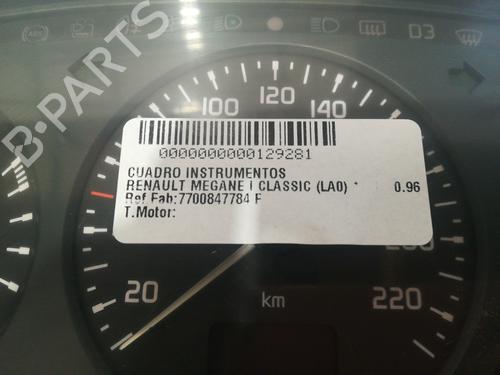 B-PARTS
ABS
D3
100 120 140
0000000000129281
CUADRO INSTRUMENTOS
RENAULT MEGANE I CLASSIC (LA0) * 0.96
Ref Fab:7700847784 F
T.Motor:
20 km 220